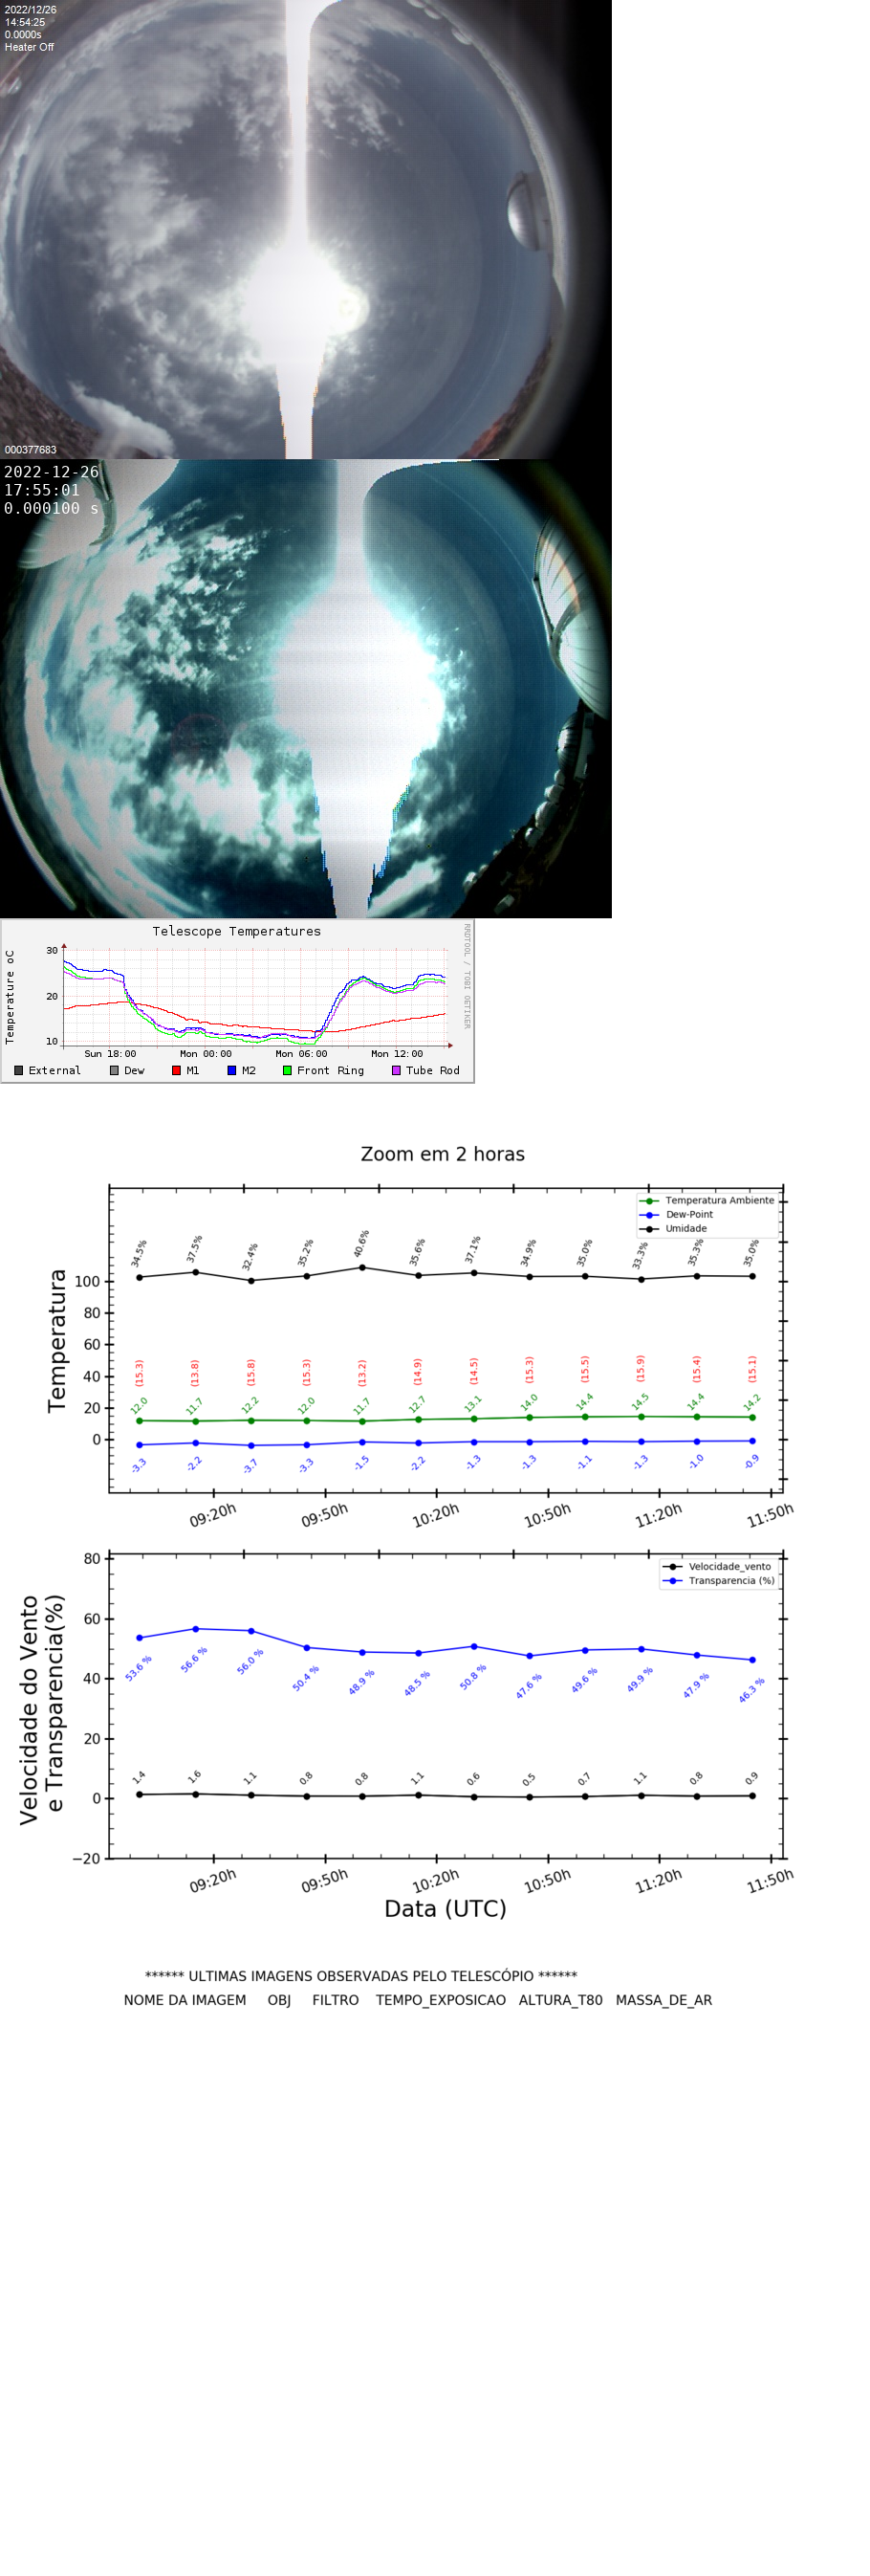 2022/12/26
14:54:25
0.0000s
Heater Off
000377683
2022-12-26
17:55:01
0.000100 s
Telescope Temperatures
RRDTOOL / TOBI OETIKER
Temperature oC
30
20
10
Sun 18:00 Mon 00:00 Mon 06:00 Mon 12:00
External Dew M1 M2 Front Ring Tube Rod
Zoom em 2 horas
Temperatura Ambiente
Dew-Point
Umidade
Temperatura
100
80
60
40
20
0
34.5% 37.5% 32.4% 35.2% 40.6% 35.6% 37.1% 34.9% 35.0% 33.3% 35.3% 35.0%
(15.3) (13.8) (15.8) (15.3) (13.2) (14.9) (14.5) (15.3) (15.5) (15.9) (15.4) (15.1)
12.0 11.7 12.2 12.0 11.7 12.7 13.1 14.0 14.4 14.5 14.4 14.2
-3.3 -2.2 -3.7 -3.3 -1.5 -2.2 -1.3 -1.3 -1.1 -1.3 -1.0 -0.9
09:20h 09:50h 10:20h 10:50h 11:20h 11:50h
Velocidade_vento
Transparencia (%)
Velocidade do Vento
e Transparencia(%)
80
60
40
20
0
−20
53.6 % 56.6 % 56.0 % 50.4 % 48.9 % 48.5 % 50.8 % 47.6 % 49.6 % 49.9 % 47.9 % 46.3 %
1.4 1.6 1.1 0.8 0.8 1.1 0.6 0.5 0.7 1.1 0.8 0.9
09:20h 09:50h 10:20h 10:50h 11:20h 11:50h
Data (UTC)
****** ULTIMAS IMAGENS OBSERVADAS PELO TELESCÓPIO ******
NOME DA IMAGEM OBJ FILTRO TEMPO_EXPOSICAO ALTURA_T80 MASSA_DE_AR